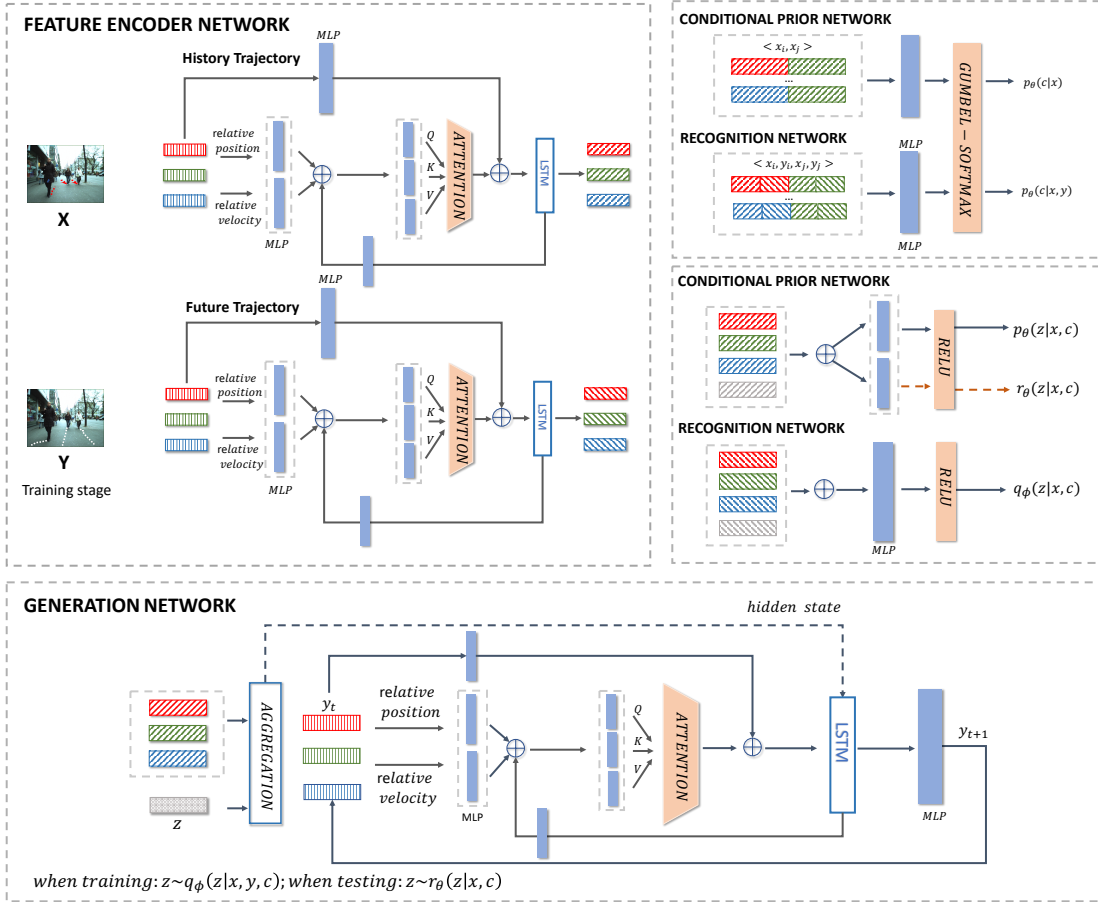 FEATURE ENCODER NETWORK
MLP
History Trajectory
relative
position
relative
velocity
MLP
Q
K
V
ATTENTION
LSTM
X
MLP
Future Trajectory
relative
position
relative
velocity
MLP
Q
K
V
ATTENTION
LSTM
Y
Training stage
CONDITIONAL PRIOR NETWORK
< x_i, x_j >
...
RECOGNITION NETWORK
< x_i, y_i, x_j, y_j >
...
MLP
MLP
GUMBEL-SOFTMAX
p_θ(c|x)
p_θ(c|x, y)
CONDITIONAL PRIOR NETWORK
RELU
p_θ(z|x, c)
r_θ(z|x, c)
RECOGNITION NETWORK
MLP
RELU
q_ϕ(z|x, c)
GENERATION NETWORK
hidden state
AGGREGATION
z
y_t
relative
position
relative
velocity
MLP
Q
K
V
ATTENTION
LSTM
MLP
y_{t+1}
when training: z~q_ϕ(z|x, y, c); when testing: z~r_θ(z|x, c)